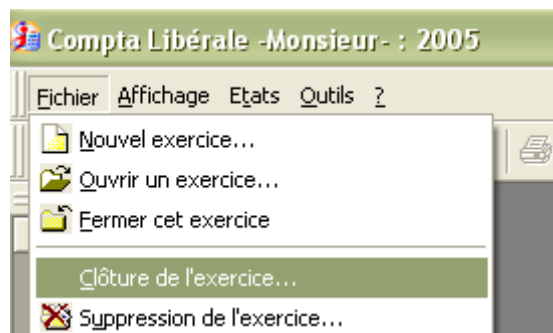 Compta Libérale -Monsieur- : 2005
Fichier Affichage Etats Outils ?
Nouvel exercice...
Ouvrir un exercice...
Fermer cet exercice
Clôture de l'exercice...
Suppression de l'exercice...